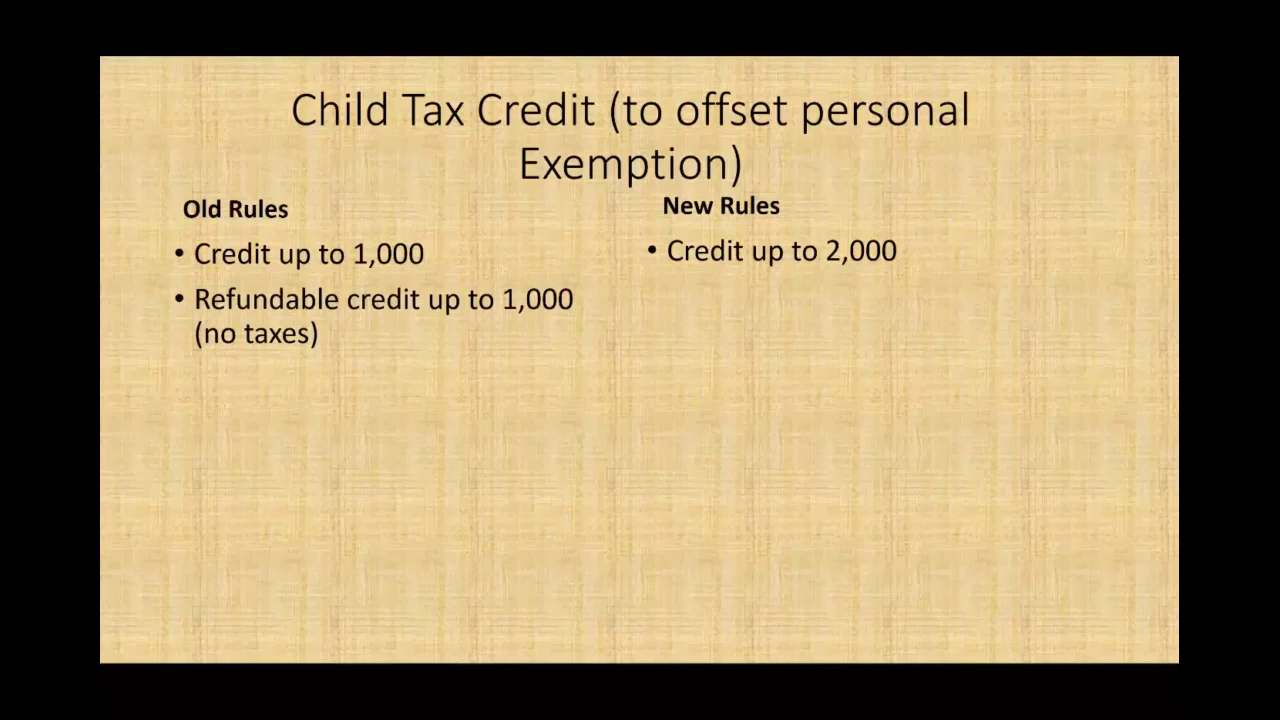 Child Tax Credit (to offset personal
Exemption)
Old Rules
• Credit up to 1,000
• Refundable credit up to 1,000
(no taxes)
New Rules
• Credit up to 2,000